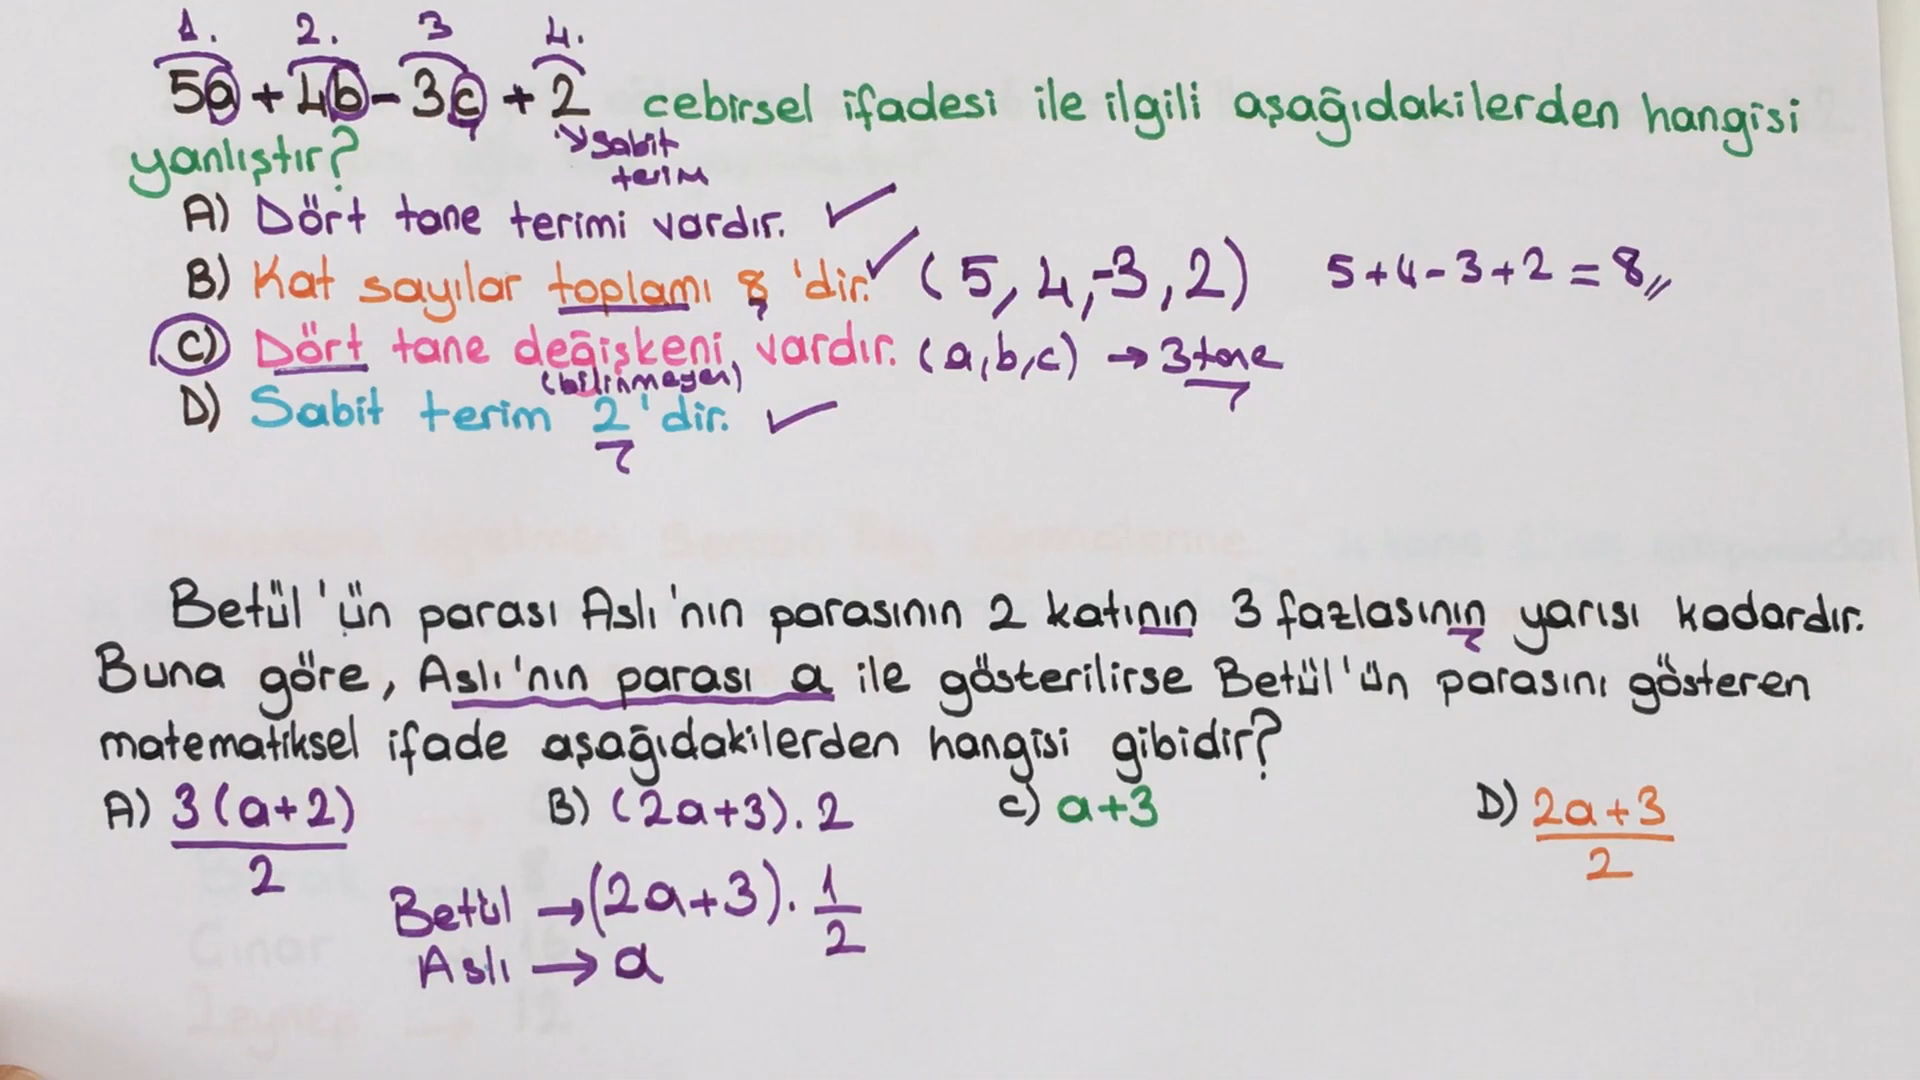 1. 2. 3 4.
5a + 4b - 3c + 2 cebirsel ifadesi ile ilgili aşağıdakilerden hangisi
yanlıştır? sabit terim
A) Dört tane terimi vardır. ✓
B) Kat sayılar toplamı 8 'dir. ✓ (5, 4, -3, 2) 5+4-3+2 = 8
C) Dört tane değişkeni vardır. (a, b, c) → 3 tane
(bilinmeyen)
D) Sabit terim 2 'dir. ✓
Betül'ün parası Aslı'nın parasının 2 katının 3 fazlasının yarısı kadardır.
Buna göre, Aslı'nın parası a ile gösterilirse Betül'ün parasını gösteren
matematiksel ifade aşağıdakilerden hangisi gibidir?
A) 3(a+2)/2 B) (2a+3).2 C) a+3 D) 2a+3/2
Betül → (2a+3). 1/2
Aslı → a